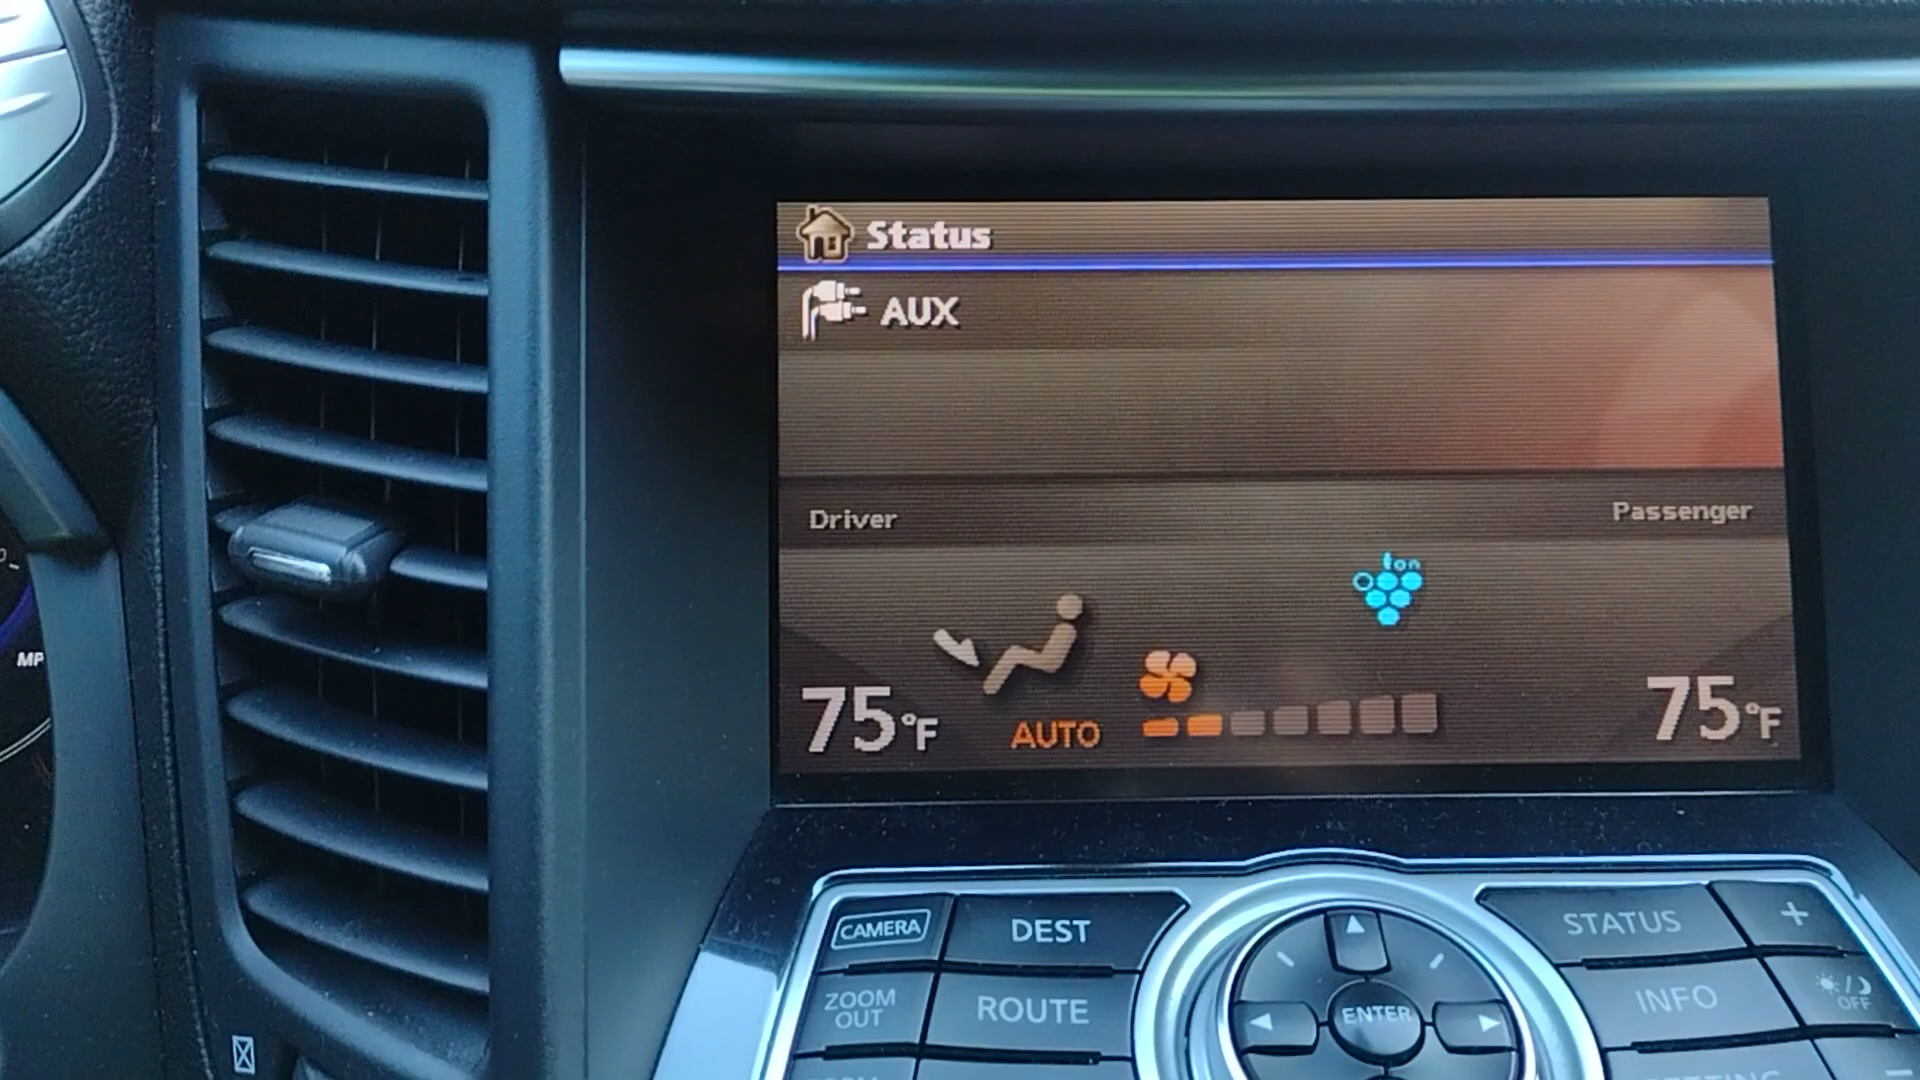 Status
AUX
Driver
Passenger
ion
75°F
AUTO
75°F
MP
CAMERA
DEST
STATUS
+
ZOOM
OUT
ROUTE
ENTER
INFO
OFF